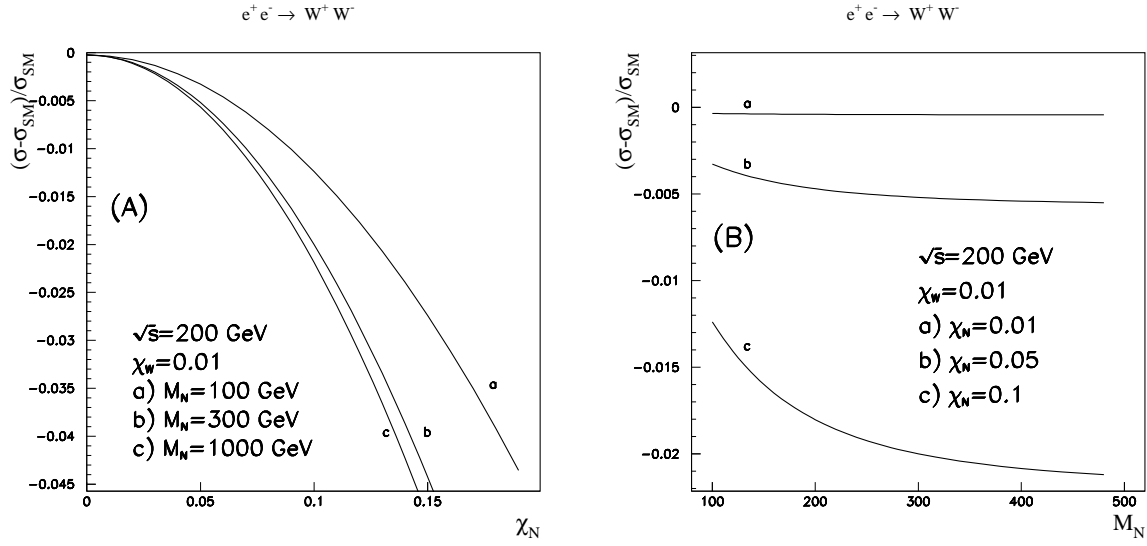 e⁺ e⁻ → W⁺ W⁻
(σ-σ_SM)/σ_SM
0
-0.005
-0.01
-0.015
-0.02
-0.025
-0.03
-0.035
-0.04
-0.045
(A)
√s=200 GeV
χ_W=0.01
a) M_N=100 GeV
b) M_N=300 GeV
c) M_N=1000 GeV
a
c
b
0
0.05
0.1
0.15
χ_N
e⁺ e⁻ → W⁺ W⁻
(σ-σ_SM)/σ_SM
0
-0.005
-0.01
-0.015
-0.02
a
b
c
(B)
√s=200 GeV
χ_W=0.01
a) χ_N=0.01
b) χ_N=0.05
c) χ_N=0.1
100
200
300
400
500
M_N